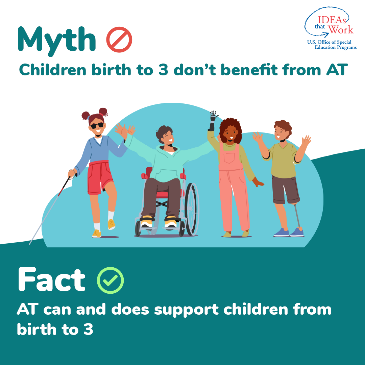 IDEA
that
Work
U.S. Office of Special
Education Programs
Myth
Children birth to 3 don't benefit from AT
Fact
AT can and does support children from
birth to 3